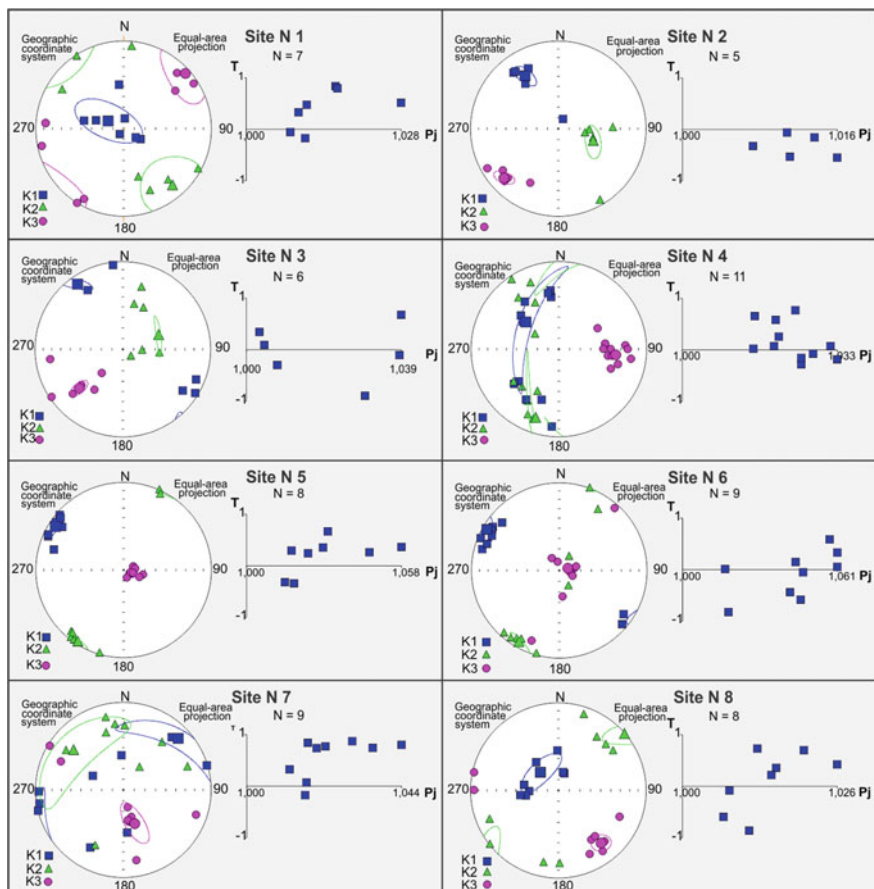 Geographic coordinate system
N
Equal-area projection
Site N 1
N = 7
T
1
270
90
1,000
1,028
Pj
-1
K1
K2
K3
180
Geographic coordinate system
N
Equal-area projection
Site N 2
N = 5
T
1
270
90
1,000
1,016
Pj
-1
K1
K2
K3
180
Geographic coordinate system
N
Equal-area projection
Site N 3
N = 6
T
1
270
90
1,000
1,039
Pj
-1
K1
K2
K3
180
Geographic coordinate system
N
Equal-area projection
Site N 4
N = 11
T
1
270
90
1,000
1,033
Pj
-1
K1
K2
K3
180
Geographic coordinate system
N
Equal-area projection
Site N 5
N = 8
T
1
270
90
1,000
1,058
Pj
-1
K1
K2
K3
180
Geographic coordinate system
N
Equal-area projection
Site N 6
N = 9
T
1
270
90
1,000
1,061
Pj
-1
K1
K2
K3
180
Geographic coordinate system
N
Equal-area projection
Site N 7
N = 9
T
1
270
90
1,000
1,044
Pj
-1
K1
K2
K3
180
Geographic coordinate system
N
Equal-area projection
Site N 8
N = 8
T
1
270
90
1,000
1,026
Pj
-1
K1
K2
K3
180